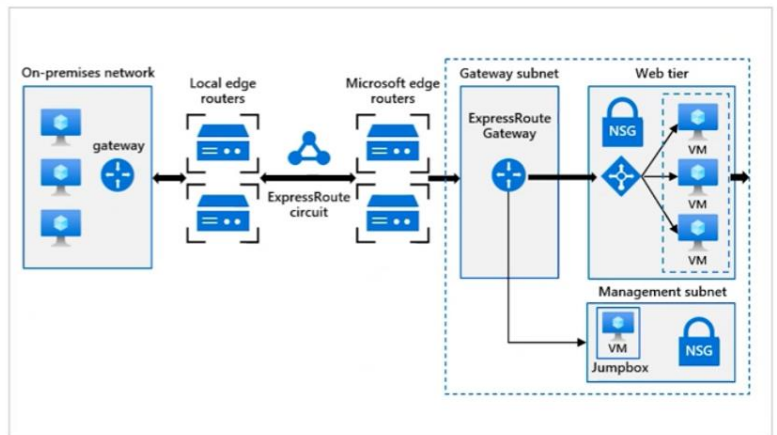 On-premises network
gateway
Local edge
routers
ExpressRoute
circuit
Microsoft edge
routers
Gateway subnet
ExpressRoute
Gateway
Web tier
NSG
VM
VM
VM
Management subnet
VM
Jumpbox
NSG